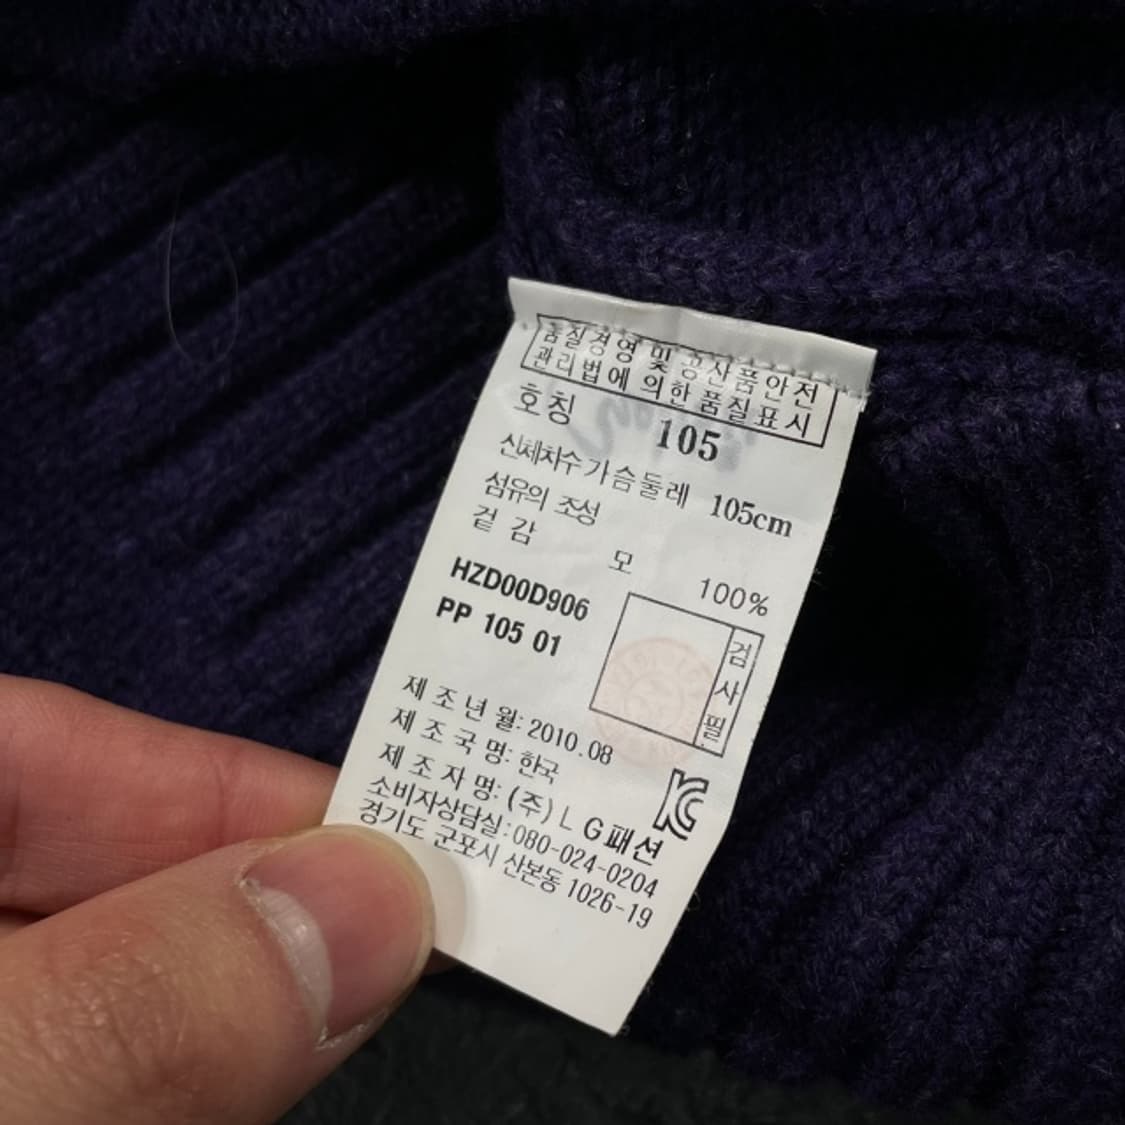 품질경영 및 공산품안전
관리법에 의한 품질표시
호칭 105
신체치수 가슴둘레 105cm
섬유의 조성
겉 감 모 100%
HZD00D906
PP 105 01
검사필.
제 조 년 월: 2010.08
제 조 국 명: 한국
제 조 자 명: (주) L G 패션
소비자상담실: 080-024-0204
경기도 군포시 산본동 1026-19